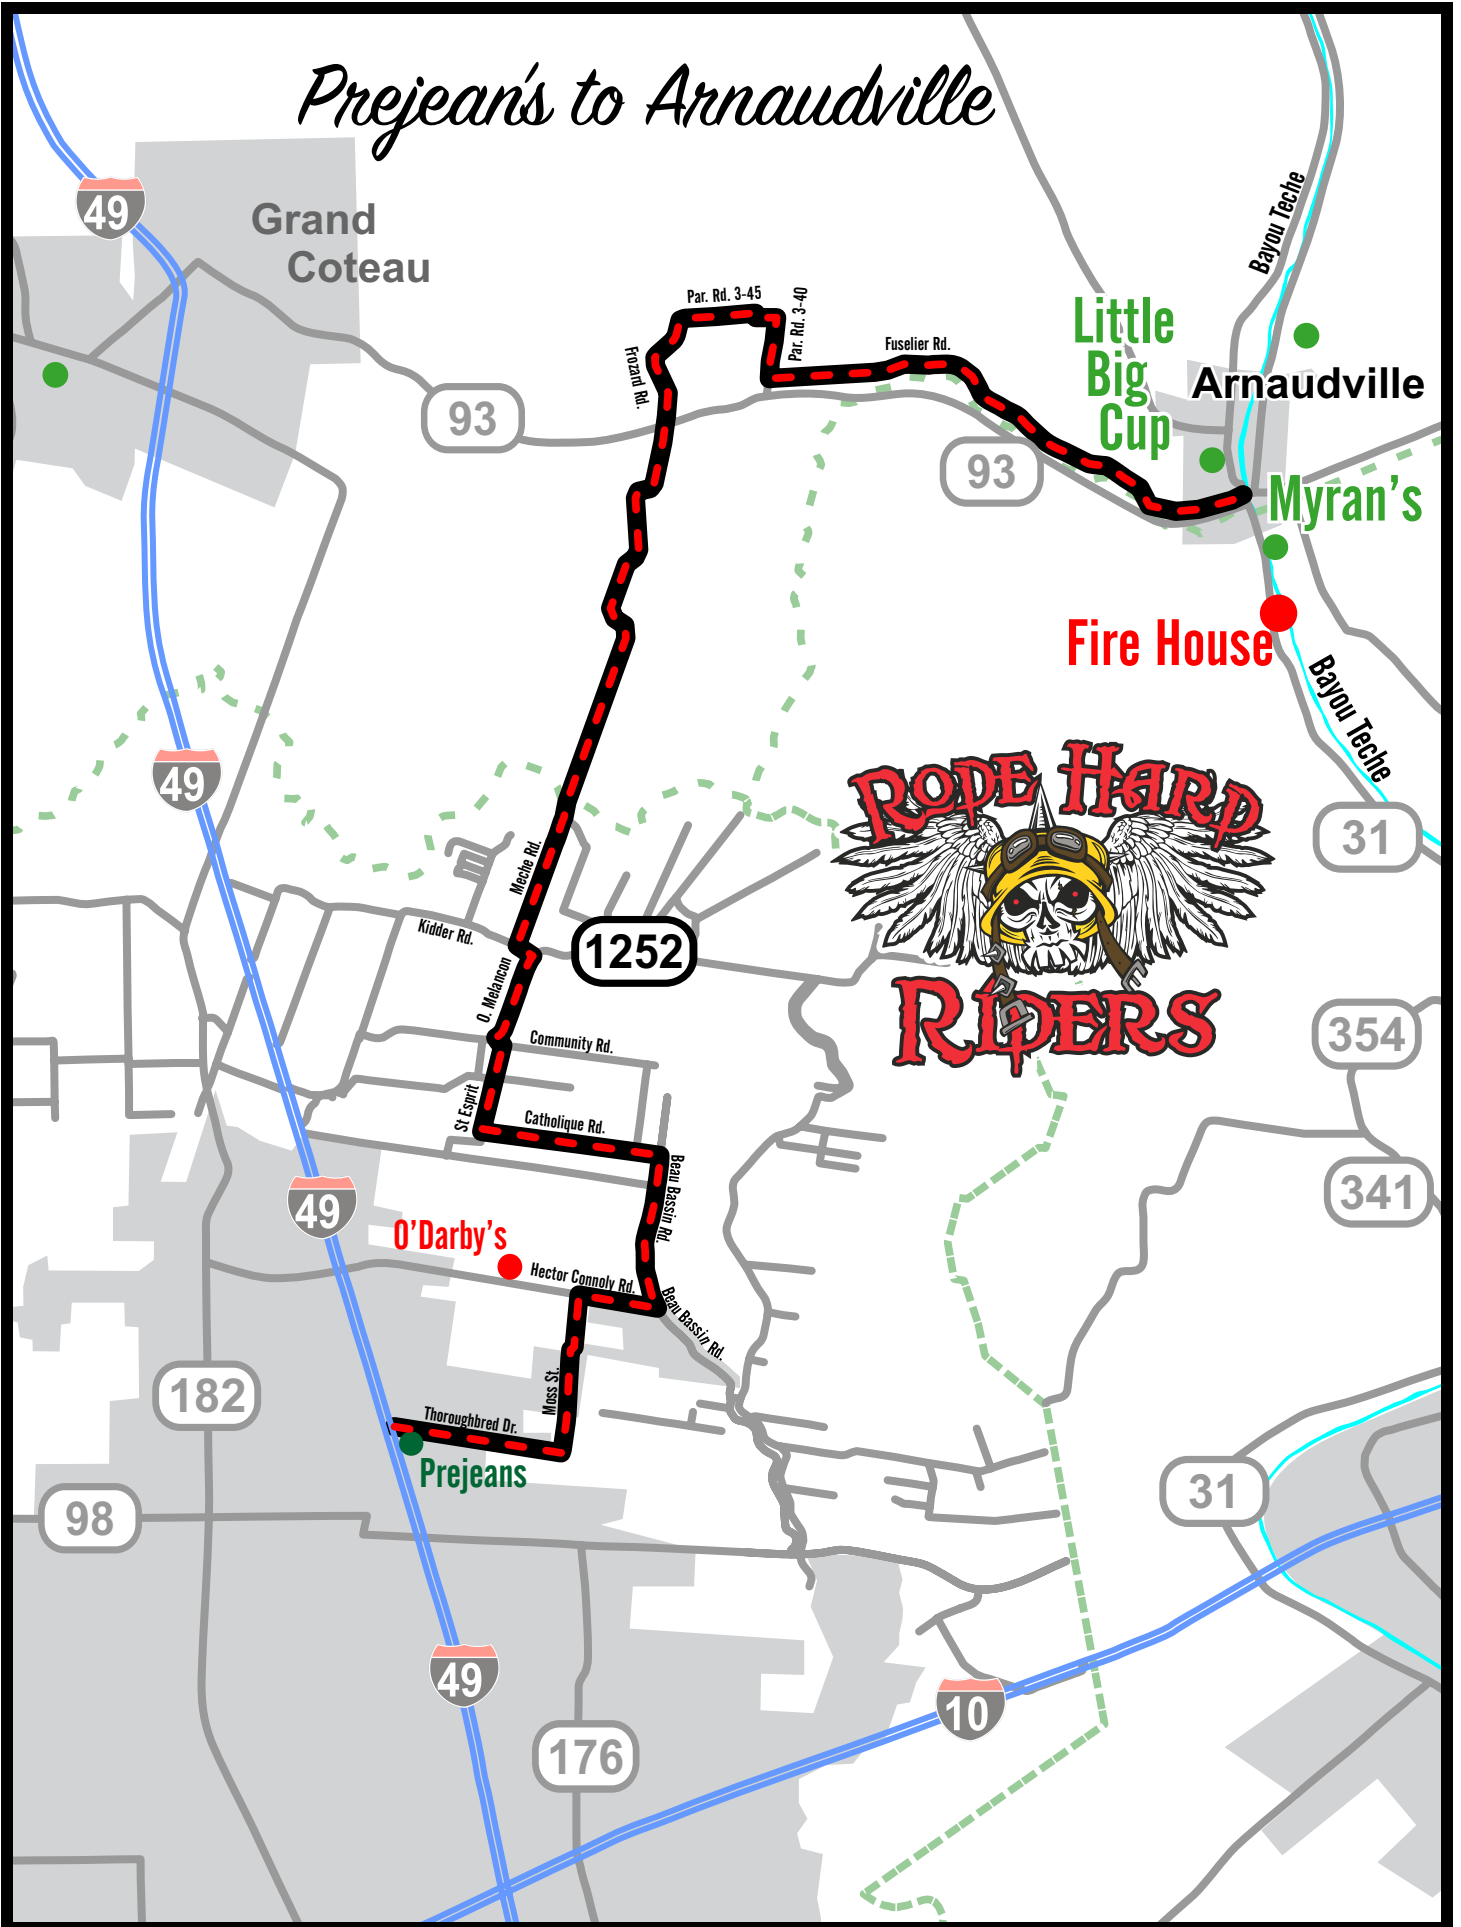 Prejean's to Arnaudville
49
Grand
Coteau
Bayou Teche
Par. Rd. 3-45
Par. Rd. 3-40
Fuselier Rd.
Frozard Rd.
Little
Big
Cup
Arnaudville
93
93
Myran's
Fire House
Bayou Teche
49
31
RODE HARD
RIDERS
Meche Rd.
Kidder Rd.
1252
O. Melancon
Community Rd.
354
St Esprit
Catholique Rd.
Beau Bassin Rd.
341
49
O'Darby's
Hector Connoly Rd.
Beau Bassin Rd.
182
Moss St.
Thoroughbred Dr.
Prejeans
98
31
49
10
176